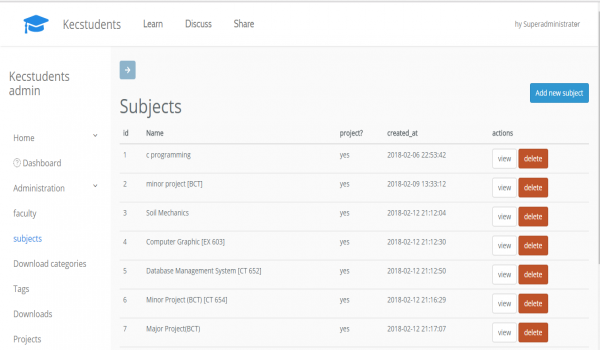 Kecstudents Learn Discuss Share by Superadministrator
Kecstudents
admin
Home
Dashboard
Administration
faculty
subjects
Download categories
Tags
Downloads
Projects
Add new subject
Subjects
id Name project? created_at actions
1 c programming yes 2018-02-06 22:53:42 view delete
2 minor project [BCT] yes 2018-02-09 13:33:12 view delete
3 Soil Mechanics yes 2018-02-12 21:12:04 view delete
4 Computer Graphic [EX 603] yes 2018-02-12 21:12:30 view delete
5 Database Management System [CT 652] yes 2018-02-12 21:12:50 view delete
6 Minor Project (BCT) [CT 654] yes 2018-02-12 21:16:29 view delete
7 Major Project(BCT) yes 2018-02-12 21:17:07 view delete